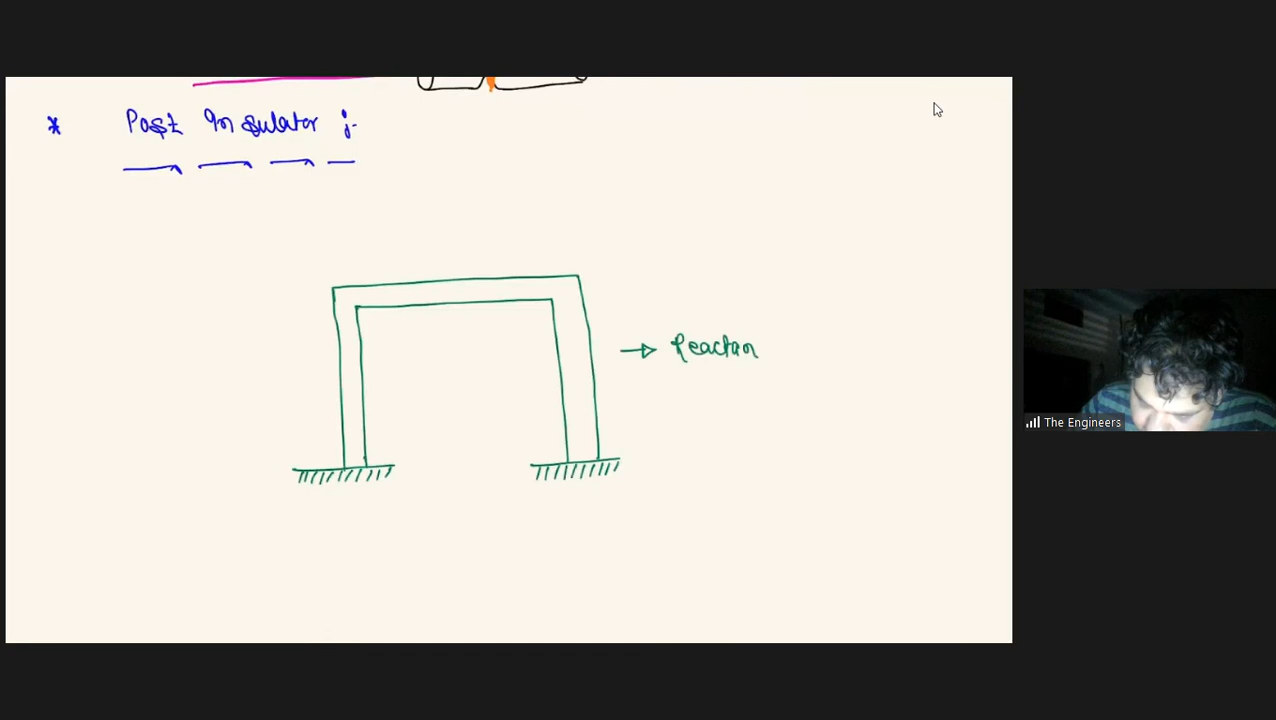 * Post Insulator :-
→ Reactor
The Engineers